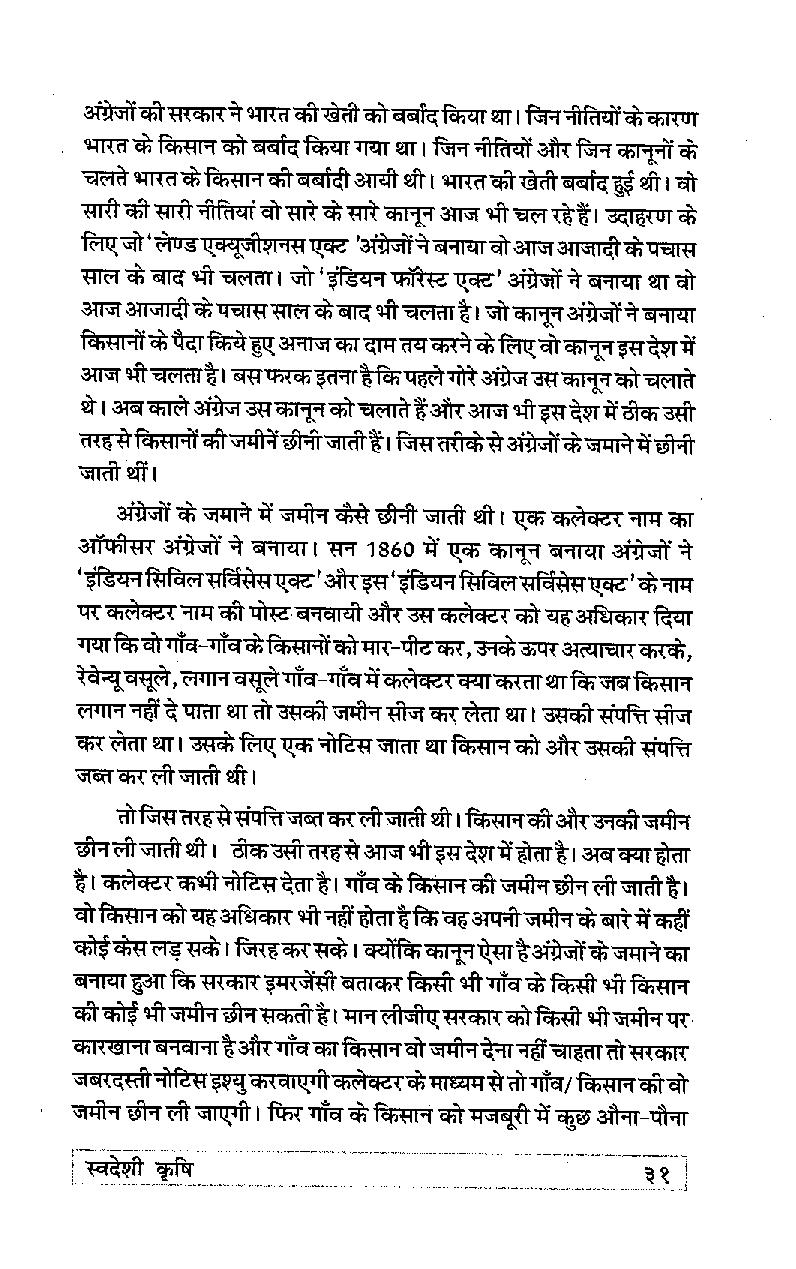 अंग्रेजों की सरकार ने भारत की खेती को बर्बाद किया था। जिन नीतियों के कारण
भारत के किसान को बर्बाद किया गया था। जिन नीतियों और जिन कानूनों के
चलते भारत के किसान की बर्बादी आयी थी। भारत की खेती बर्बाद हुई थी। वो
सारी की सारी नीतियां वो सारे के सारे कानून आज भी चल रहे हैं। उदाहरण के
लिए जो 'लेण्ड एक्यूजीशनस एक्ट 'अंग्रेजों ने बनाया वो आज आजादी के पचास
साल के बाद भी चलता। जो 'इंडियन फॉरेस्ट एक्ट' अंग्रेजों ने बनाया था वो
आज आजादी के पचास साल के बाद भी चलता है। जो कानून अंग्रेजों ने बनाया
किसानों के पैदा किये हुए अनाज का दाम तय करने के लिए वो कानून इस देश में
आज भी चलता है। बस फरक इतना है कि पहले गोरे अंग्रेज उस कानून को चलाते
थे। अब काले अंग्रेज उस कानून को चलाते हैं और आज भी इस देश में ठीक उसी
तरह से किसानों की जमीनें छीनी जाती हैं। जिस तरीके से अंग्रेजों के जमाने में छीनी
जाती थीं।
अंग्रेजों के जमाने में जमीन कैसे छीनी जाती थी। एक कलेक्टर नाम का
ऑफीसर अंग्रेजों ने बनाया। सन 1860 में एक कानून बनाया अंग्रेजों ने
'इंडियन सिविल सर्विसेस एक्ट' और इस 'इंडियन सिविल सर्विसेस एक्ट' के नाम
पर कलेक्टर नाम की पोस्ट बनवायी और उस कलेक्टर को यह अधिकार दिया
गया कि वो गाँव-गाँव के किसानों को मार-पीट कर, उनके ऊपर अत्याचार करके,
रेवेन्यू वसूले, लगान वसूले गाँव-गाँव में कलेक्टर क्या करता था कि जब किसान
लगान नहीं दे पाता था तो उसकी जमीन सीज कर लेता था। उसकी संपत्ति सीज
कर लेता था। उसके लिए एक नोटिस जाता था किसान को और उसकी संपत्ति
जब्त कर ली जाती थी।
तो जिस तरह से संपत्ति जब्त कर ली जाती थी। किसान की और उनकी जमीन
छीन ली जाती थी। ठीक उसी तरह से आज भी इस देश में होता है। अब क्या होता
है। कलेक्टर कभी नोटिस देता है। गाँव के किसान की जमीन छीन ली जाती है।
वो किसान को यह अधिकार भी नहीं होता है कि वह अपनी जमीन के बारे में कहीं
कोई केस लड़ सके। जिरह कर सके। क्योंकि कानून ऐसा है अंग्रेजों के जमाने का
बनाया हुआ कि सरकार इमरजेंसी बताकर किसी भी गाँव के किसी भी किसान
की कोई भी जमीन छीन सकती है। मान लीजीए सरकार को किसी भी जमीन पर
कारखाना बनवाना है और गाँव का किसान वो जमीन देना नहीं चाहता तो सरकार
जबरदस्ती नोटिस इश्यु करवाएगी कलेक्टर के माध्यम से तो गाँव/ किसान की वो
जमीन छीन ली जाएगी। फिर गाँव के किसान को मजबूरी में कुछ औना-पौना
स्वदेशी कृषि ३१